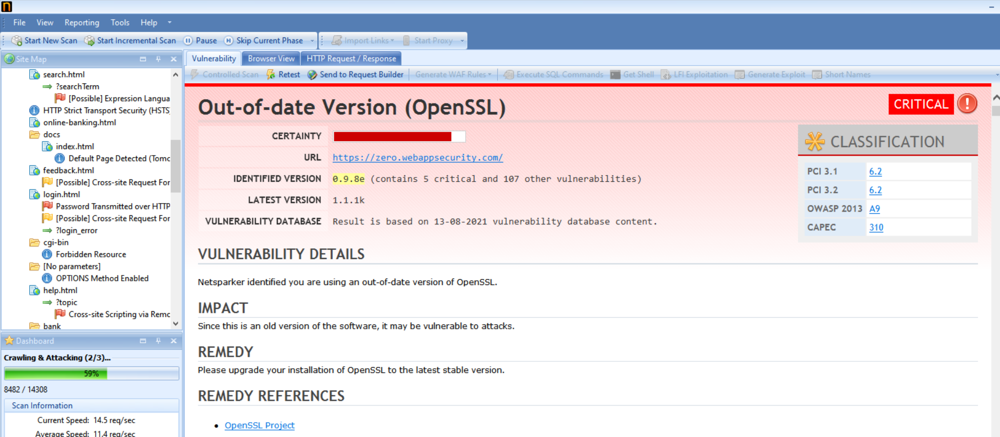 n
File View Reporting Tools Help
Start New Scan Start Incremental Scan Pause Skip Current Phase Import Links Start Proxy
Site Map
search.html
?searchTerm
[Possible] Expression Langua
HTTP Strict Transport Security (HSTS)
online-banking.html
docs
index.html
Default Page Detected (Tomc
feedback.html
[Possible] Cross-site Request For
login.html
Password Transmitted over HTTP
[Possible] Cross-site Request For
?login_error
cgi-bin
Forbidden Resource
[No parameters]
OPTIONS Method Enabled
help.html
?topic
Cross-site Scripting via Remo
bank
Dashboard
Crawling & Attacking (2/3)...
59%
8482 / 14308
Scan Information
Current Speed: 14.5 req/sec
Average Speed: 11.4 req/sec
Vulnerability Browser View HTTP Request / Response
Controlled Scan Retest Send to Request Builder Generate WAF Rules Execute SQL Commands Get Shell LFI Exploitation Generate Exploit Short Names
Out-of-date Version (OpenSSL)
CRITICAL
CERTAINTY
URL https://zero.webappsecurity.com/
IDENTIFIED VERSION 0.9.8e (contains 5 critical and 107 other vulnerabilities)
LATEST VERSION 1.1.1k
VULNERABILITY DATABASE Result is based on 13-08-2021 vulnerability database content.
CLASSIFICATION
PCI 3.1 6.2
PCI 3.2 6.2
OWASP 2013 A9
CAPEC 310
VULNERABILITY DETAILS
Netsparker identified you are using an out-of-date version of OpenSSL.
IMPACT
Since this is an old version of the software, it may be vulnerable to attacks.
REMEDY
Please upgrade your installation of OpenSSL to the latest stable version.
REMEDY REFERENCES
OpenSSL Project